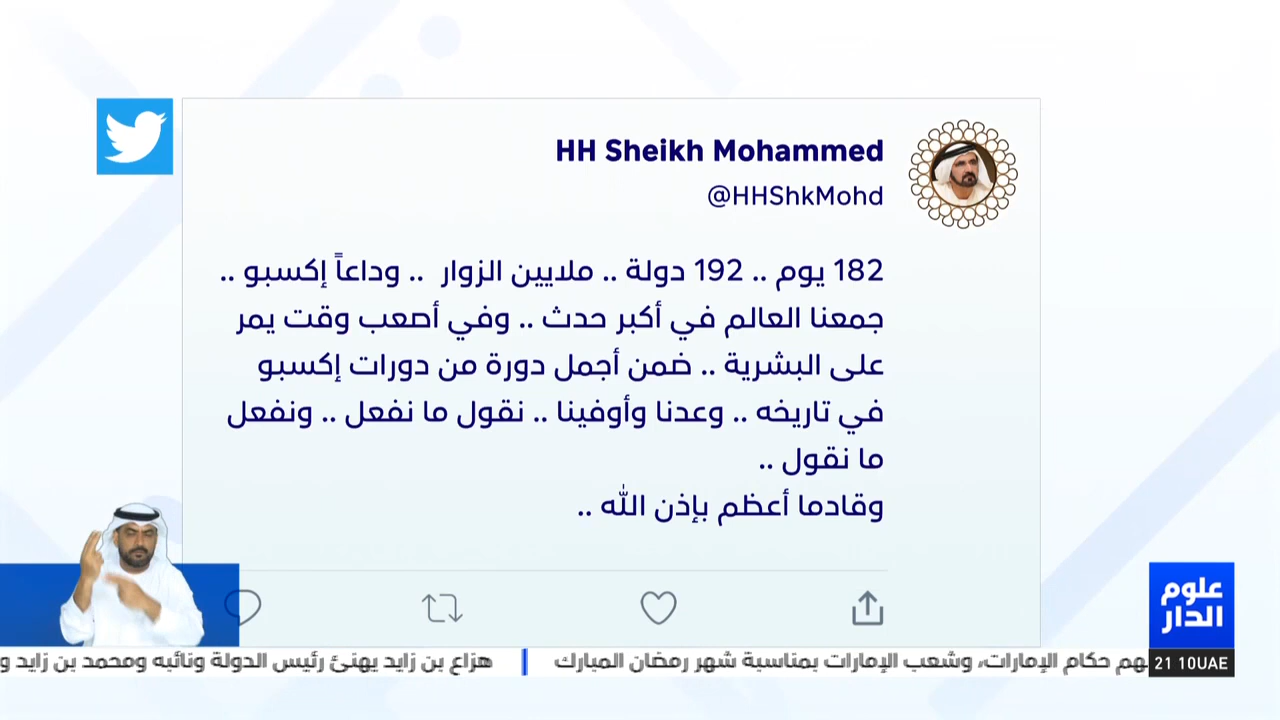 HH Sheikh Mohammed
@HHShkMohd
182 يوم .. 192 دولة .. ملايين الزوار .. وداعاً إكسبو ..
جمعنا العالم في أكبر حدث .. وفي أصعب وقت يمر
على البشرية .. ضمن أجمل دورة من دورات إكسبو
في تاريخه .. وعدنا وأوفينا .. نقول ما نفعل .. ونفعل
ما نقول ..
وقادما أعظم بإذن الله ..
علوم
الدار
21 10UAE
حكام الإمارات، وشعب الإمارات بمناسبة شهر رمضان المبارك
هزاع بن زايد يهنئ رئيس الدولة ونائبه ومحمد بن زايد